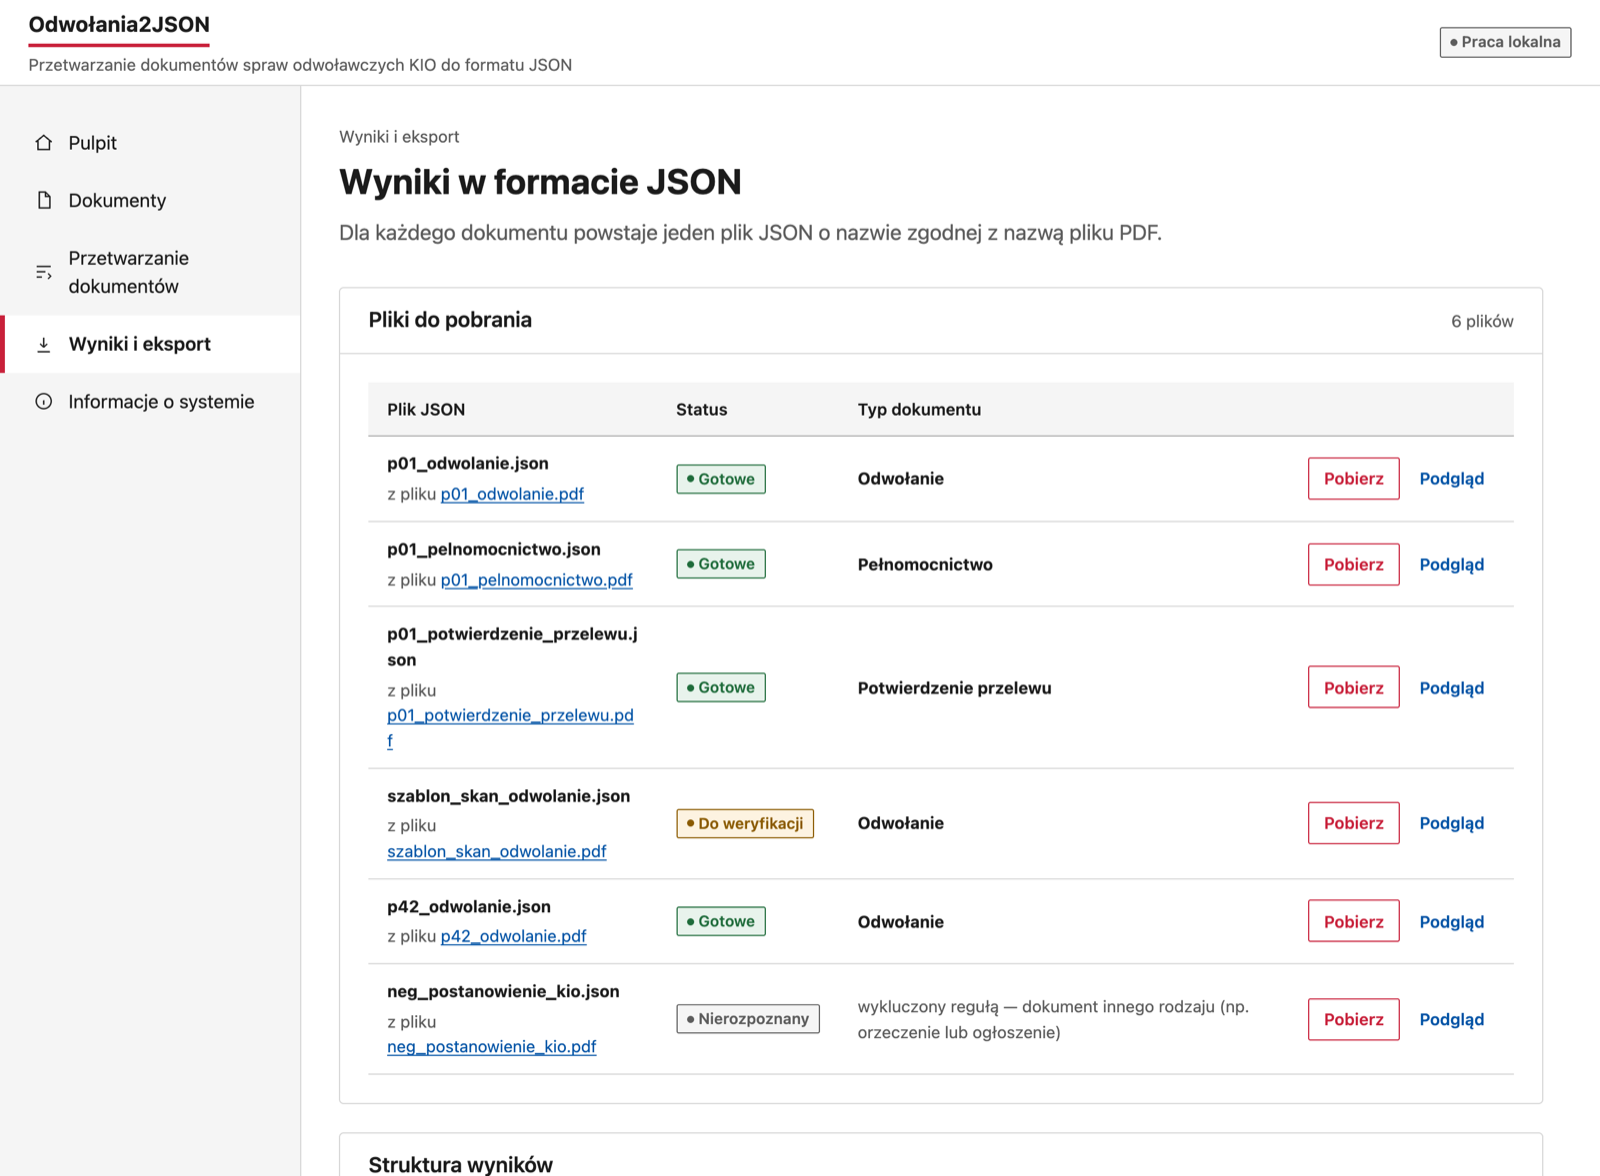 Odwołania2JSON
Przetwarzanie dokumentów spraw odwoławczych KIO do formatu JSON
Praca lokalna
Pulpit
Dokumenty
Przetwarzanie
dokumentów
Wyniki i eksport
Informacje o systemie
Wyniki i eksport
Wyniki w formacie JSON
Dla każdego dokumentu powstaje jeden plik JSON o nazwie zgodnej z nazwą pliku PDF.
Pliki do pobrania
6 plików
Plik JSON Status Typ dokumentu
p01_odwolanie.json
z pliku p01_odwolanie.pdf
Gotowe
Odwołanie
Pobierz Podgląd
p01_pelnomocnictwo.json
z pliku p01_pelnomocnictwo.pdf
Gotowe
Pełnomocnictwo
Pobierz Podgląd
p01_potwierdzenie_przelewu.j
son
z pliku
p01_potwierdzenie_przelewu.pd
f
Gotowe
Potwierdzenie przelewu
Pobierz Podgląd
szablon_skan_odwolanie.json
z pliku
szablon_skan_odwolanie.pdf
Do weryfikacji
Odwołanie
Pobierz Podgląd
p42_odwolanie.json
z pliku p42_odwolanie.pdf
Gotowe
Odwołanie
Pobierz Podgląd
neg_postanowienie_kio.json
z pliku
neg_postanowienie_kio.pdf
Nierozpoznany
wykluczony regułą — dokument innego rodzaju (np.
orzeczenie lub ogłoszenie)
Pobierz Podgląd
Struktura wyników